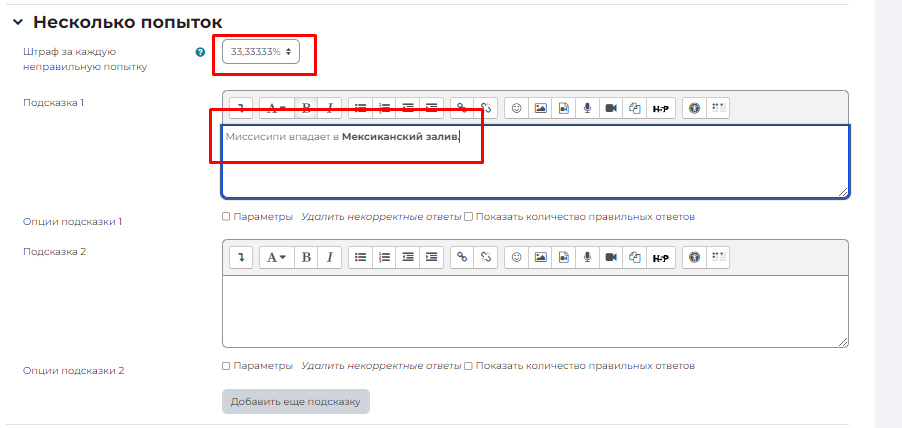 Несколько попыток
Штраф за каждую
неправильную попытку
33,33333%
Подсказка 1
A B I H-P
Миссисипи впадает в Мексиканский залив.
Опции подсказки 1
Параметры Удалить некорректные ответы Показать количество правильных ответов
Подсказка 2
A B I H-P
Опции подсказки 2
Параметры Удалить некорректные ответы Показать количество правильных ответов
Добавить еще подсказку